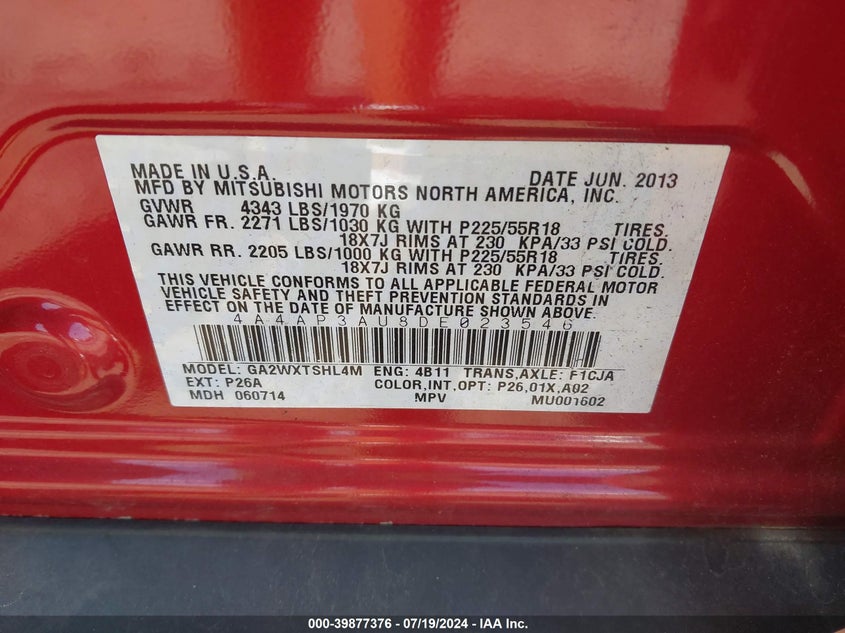 MADE IN U.S.A. DATE JUN. 2013
MFD BY MITSUBISHI MOTORS NORTH AMERICA, INC.
GVWR 4343 LBS/1970 KG
GAWR FR. 2271 LBS/1030 KG WITH P225/55R18 TIRES.
18X7J RIMS AT 230 KPA/33 PSI COLD.
GAWR RR. 2205 LBS/1000 KG WITH P225/55R18 TIRES.
18X7J RIMS AT 230 KPA/33 PSI COLD.
THIS VEHICLE CONFORMS TO ALL APPLICABLE FEDERAL MOTOR
VEHICLE SAFETY AND THEFT PREVENTION STANDARDS IN
EFFECT ON THE DATE OF MANUFACTURE SHOWN ABOVE.
4A4AP3AU8DE023546
MODEL: GA2WXTSHL4M ENG: 4B11 TRANS,AXLE: F1CJA
EXT: P26A COLOR,INT,OPT: P26,01X,A02
MDH 060714 MPV MU001602
000-39877376 - 07/19/2024 - IAA Inc.